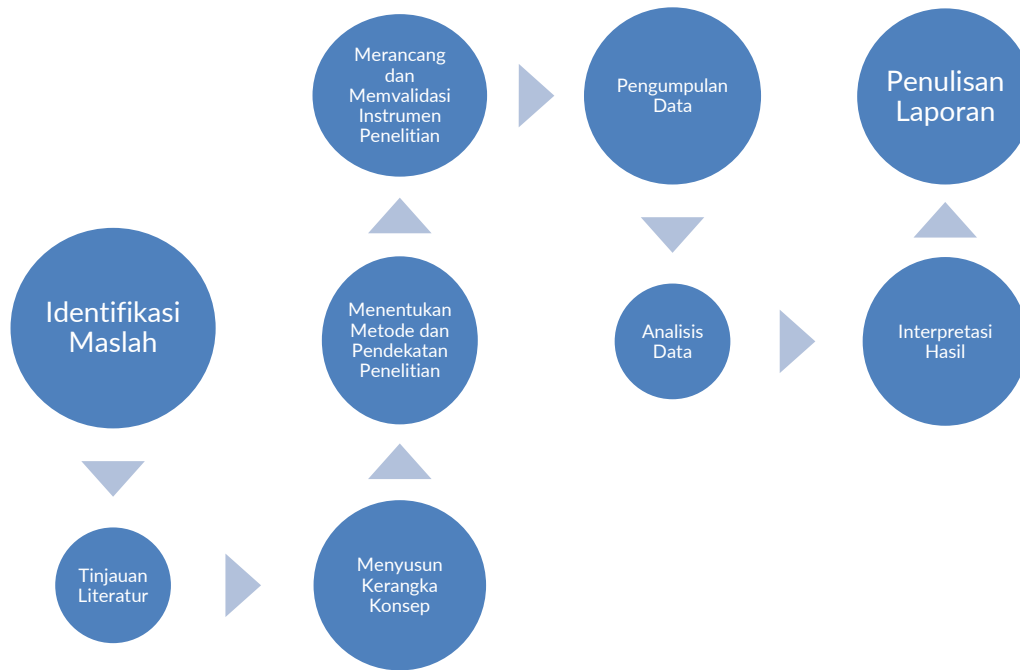 Identifikasi
Maslah
Tinjauan
Literatur
Menyusun
Kerangka
Konsep
Menentukan
Metode dan
Pendekatan
Penelitian
Merancang
dan
Memvalidasi
Instrumen
Penelitian
Pengumpulan
Data
Analisis
Data
Interpretasi
Hasil
Penulisan
Laporan